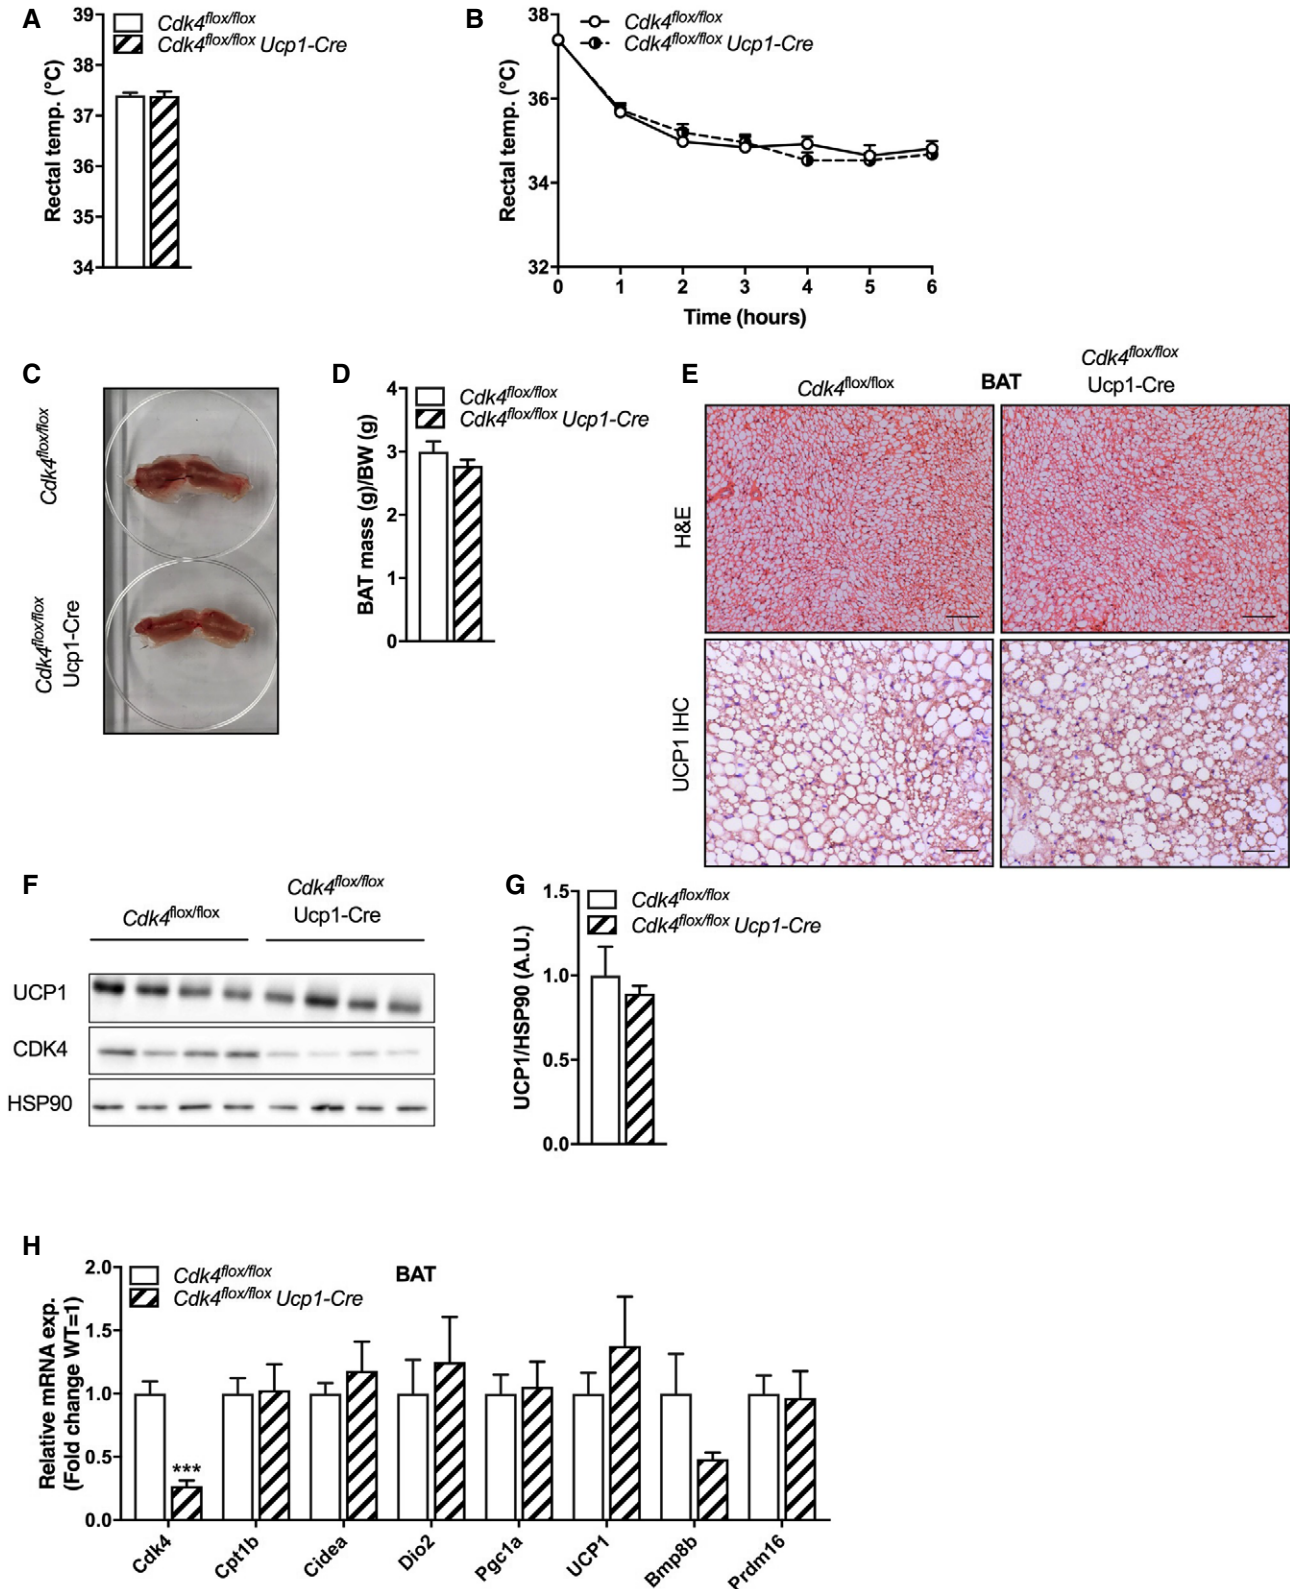 A
39
38
37
36
35
34
Rectal temp. (°C)
Cdk4flox/flox
Cdk4flox/flox Ucp1-Cre
B
38
36
34
32
Rectal temp. (°C)
Cdk4flox/flox
Cdk4flox/flox Ucp1-Cre
0 1 2 3 4 5 6
Time (hours)
C
Cdk4flox/flox
Cdk4flox/flox
Ucp1-Cre
D
4
3
2
1
0
BAT mass (g)/BW (g)
Cdk4flox/flox
Cdk4flox/flox Ucp1-Cre
E
Cdk4flox/flox
BAT
Cdk4flox/flox
Ucp1-Cre
H&E
UCP1 IHC
F
Cdk4flox/flox
Cdk4flox/flox
Ucp1-Cre
UCP1
CDK4
HSP90
G
1.5
1.0
0.5
0.0
UCP1/HSP90 (A.U.)
Cdk4flox/flox
Cdk4flox/flox Ucp1-Cre
H
2.0
1.5
1.0
0.5
0.0
Relative mRNA exp.
(Fold change WT=1)
Cdk4flox/flox
Cdk4flox/flox Ucp1-Cre
BAT
***
Cdk4 Cpt1b Cidea Dio2 Pgc1a UCP1 Bmp8b Prdm16